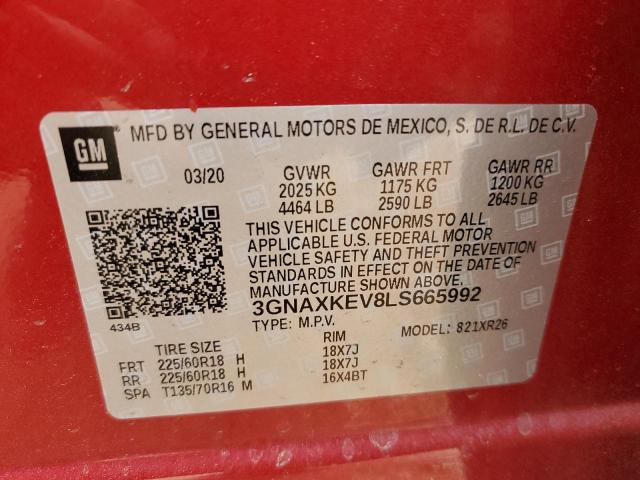 GM MFD BY GENERAL MOTORS DE MEXICO, S. DE R.L. DE C.V.
03/20 GVWR GAWR FRT GAWR RR
2025 KG 1175 KG 1200 KG
4464 LB 2590 LB 2645 LB
THIS VEHICLE CONFORMS TO ALL
APPLICABLE U.S. FEDERAL MOTOR
VEHICLE SAFETY AND THEFT PREVENTION
STANDARDS IN EFFECT ON THE DATE OF
MANUFACTURE SHOWN ABOVE.
434B 3GNAXKEV8LS665992
TYPE: M.P.V. MODEL: 821XR26
TIRE SIZE RIM
FRT 225/60R18 H 18X7J
RR 225/60R18 H 18X7J
SPA T135/70R16 M 16X4BT